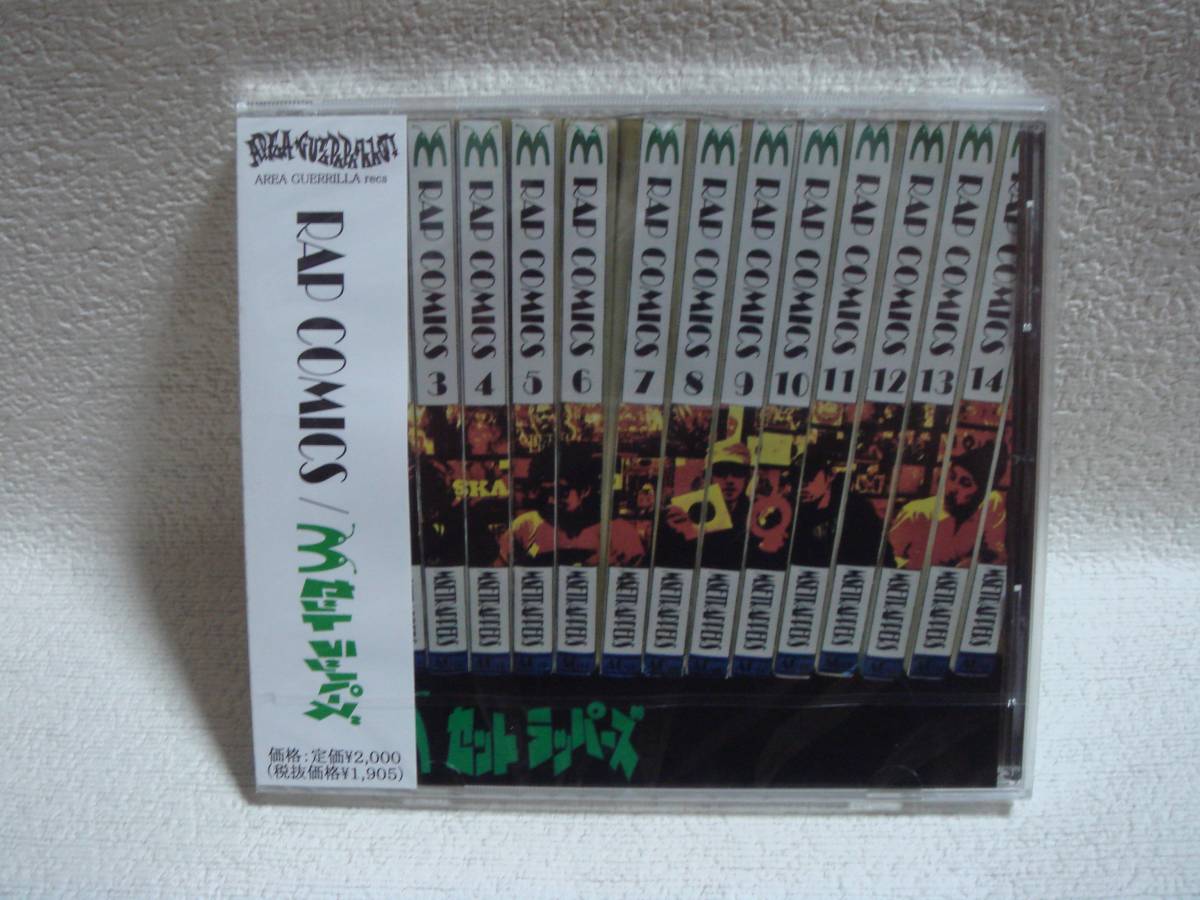 AREA GUERRILLA recs
RAP COMICS / Mセットラッパーズ
価格:定価¥2,000
(税抜価格¥1,905)
RAP COMICS 3
RAP COMICS 4
RAP COMICS 5
RAP COMICS 6
RAP COMICS 7
RAP COMICS 8
RAP COMICS 9
RAP COMICS 10
RAP COMICS 11
RAP COMICS 12
RAP COMICS 13
RAP COMICS 14
RAP COMICS
SKA
セット ラッパーズ